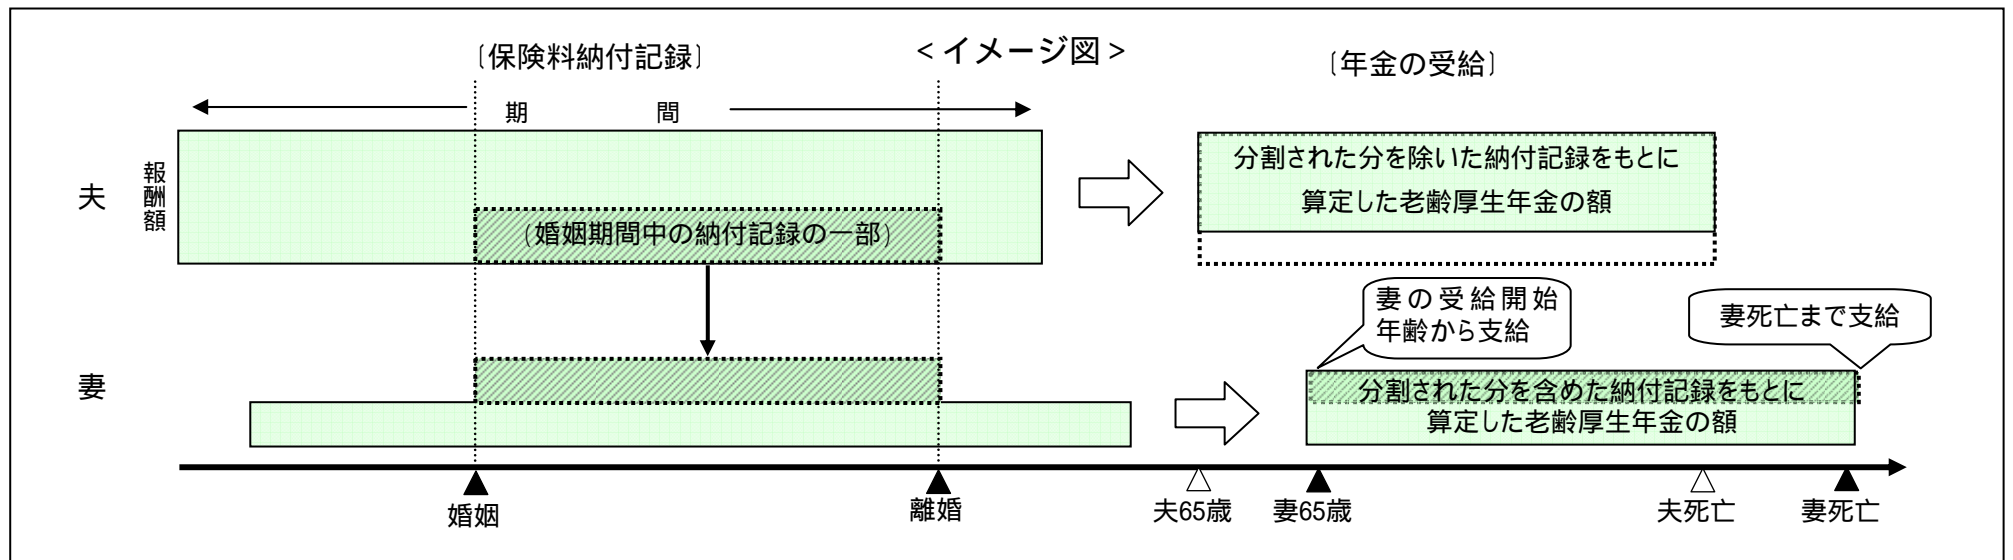 <イメージ図>
〔保険料納付記録〕
〔年金の受給〕
期 間
夫
報酬額
(婚姻期間中の納付記録の一部)
分割された分を除いた納付記録をもとに
算定した老齢厚生年金の額
妻の受給開始
年齢から支給
妻死亡まで支給
妻
分割された分を含めた納付記録をもとに
算定した老齢厚生年金の額
婚姻
離婚
夫65歳
妻65歳
夫死亡
妻死亡